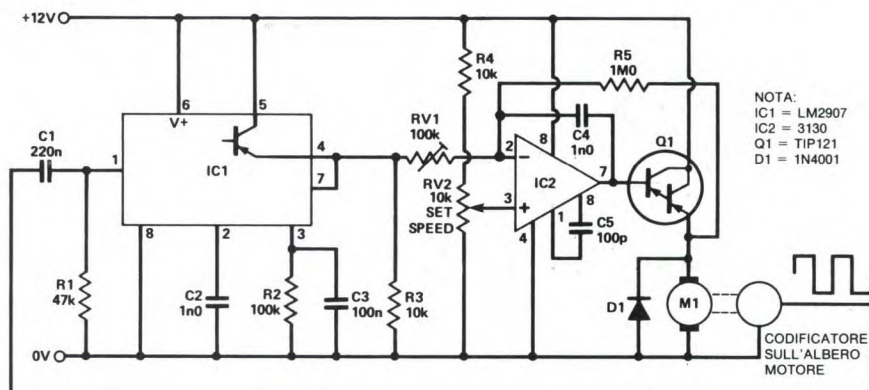 +12V
R4
10k
R5
1M0
NOTA:
IC1 = LM2907
IC2 = 3130
Q1 = TIP121
D1 = 1N4001
6
5
V+
C1
220n
1
IC1
4
7
RV1
100k
C4
1n0
Q1
2
8
7
IC2
RV2
10k
SET
SPEED
3
8
1
4
C5
100p
8
2
3
R1
47k
C2
1n0
R2
100k
C3
100n
R3
10k
D1
M1
0V
CODIFICATORE
SULL'ALBERO
MOTORE